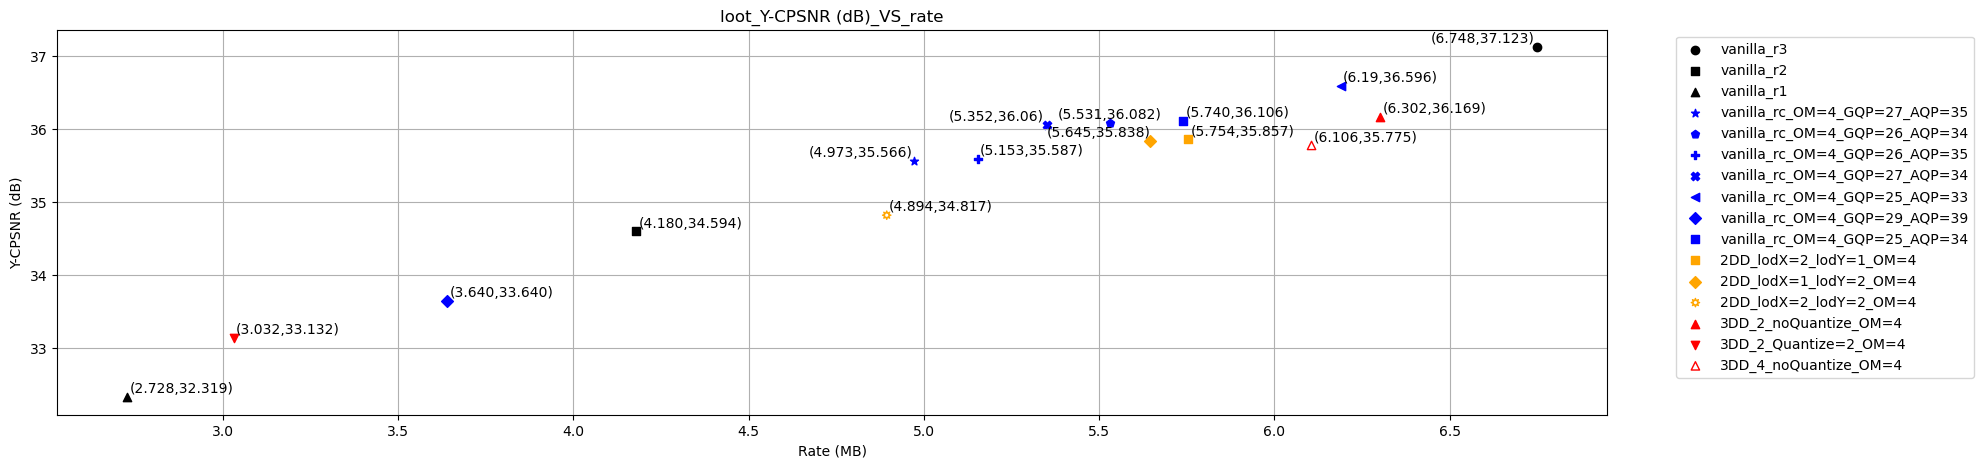 loot_Y-CPSNR (dB)_VS_rate
Y-CPSNR (dB)
37
36
35
34
33
(6.748,37.123)
(6.19,36.596)
(6.302,36.169)
(5.352,36.06)
(5.531,36.082)
(5.740,36.106)
(5.645,35.838)
(5.754,35.857)
(6.106,35.775)
(4.973,35.566)
(5.153,35.587)
(4.894,34.817)
(4.180,34.594)
(3.640,33.640)
(3.032,33.132)
(2.728,32.319)
3.0
3.5
4.0
4.5
5.0
5.5
6.0
6.5
Rate (MB)
vanilla_r3
vanilla_r2
vanilla_r1
vanilla_rc_OM=4_GQP=27_AQP=35
vanilla_rc_OM=4_GQP=26_AQP=34
vanilla_rc_OM=4_GQP=26_AQP=35
vanilla_rc_OM=4_GQP=27_AQP=34
vanilla_rc_OM=4_GQP=25_AQP=33
vanilla_rc_OM=4_GQP=29_AQP=39
vanilla_rc_OM=4_GQP=25_AQP=34
2DD_lodX=2_lodY=1_OM=4
2DD_lodX=1_lodY=2_OM=4
2DD_lodX=2_lodY=2_OM=4
3DD_2_noQuantize_OM=4
3DD_2_Quantize=2_OM=4
3DD_4_noQuantize_OM=4